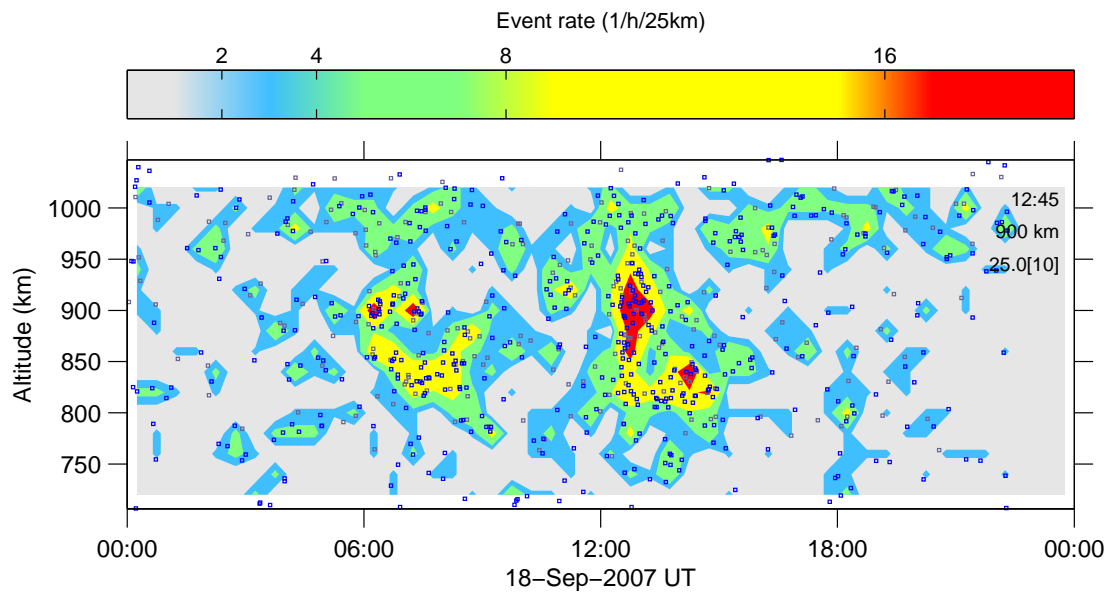 Event rate (1/h/25km)
2 4 8 16
1000
950
900
850
800
750
Altitude (km)
12:45
900 km
25.0[10]
00:00 06:00 12:00 18:00 00:00
18−Sep−2007 UT